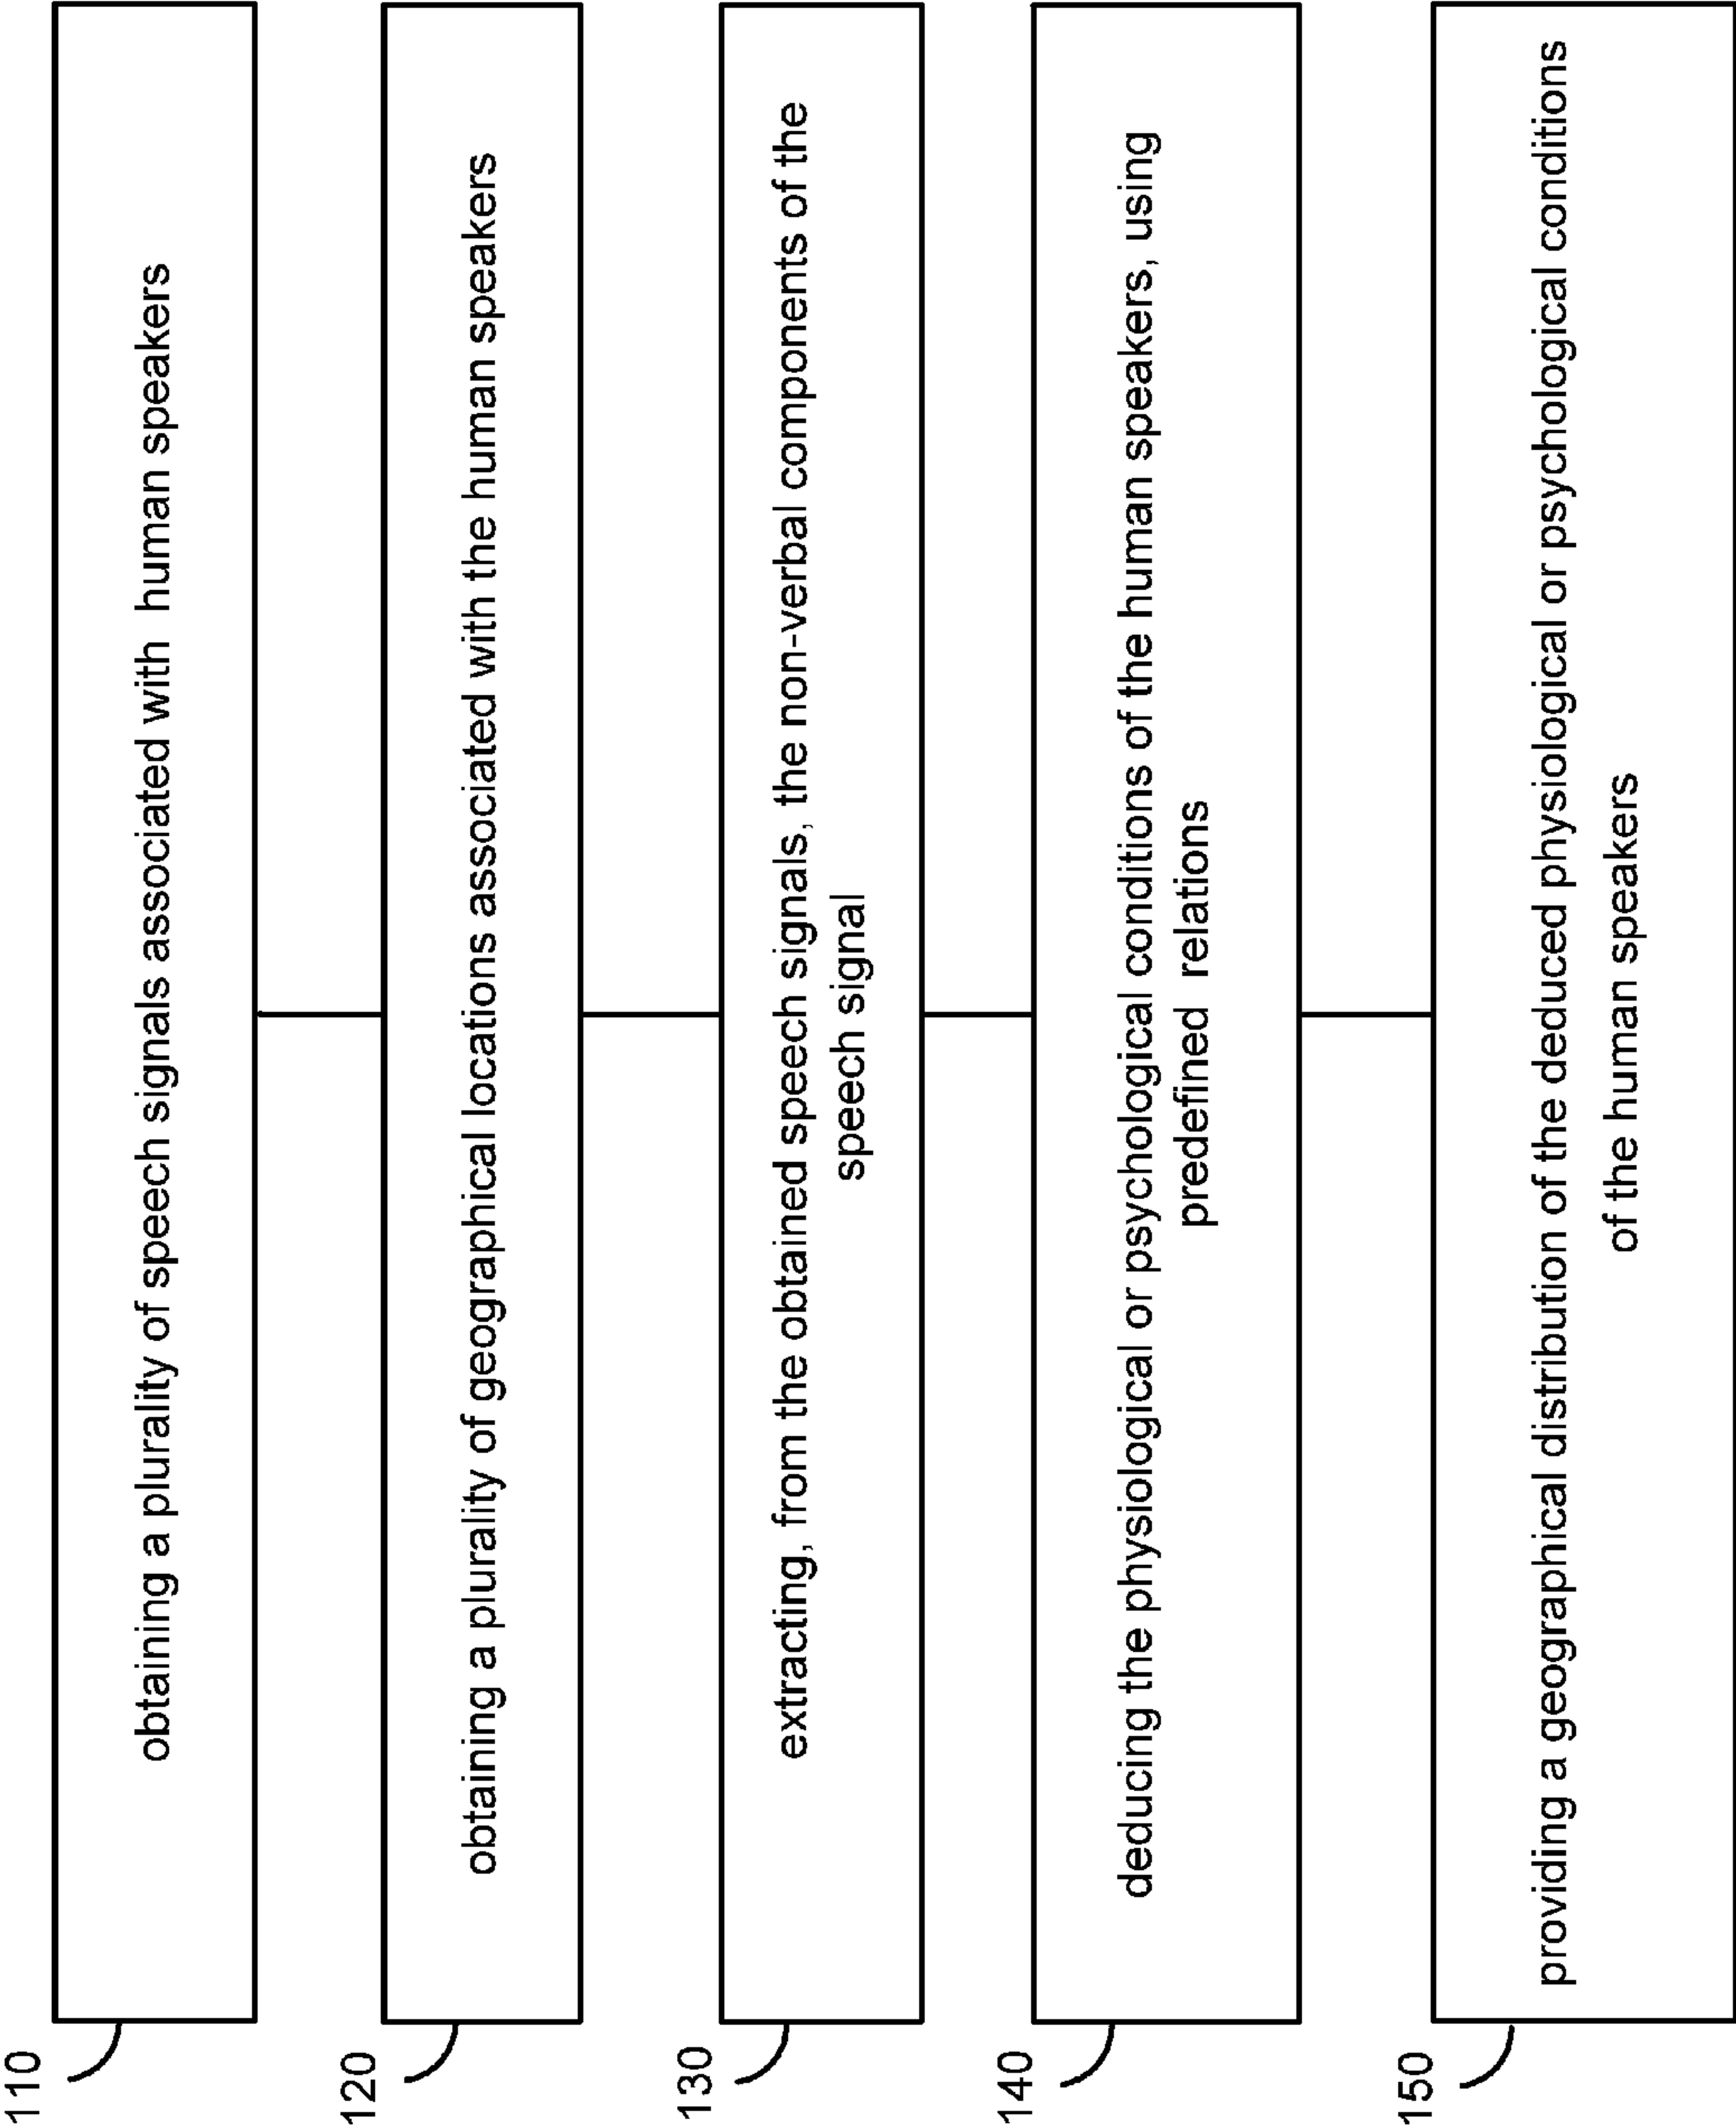 110
obtaining a plurality of speech signals associated with  human speakers
120
obtaining a plurality of geographical locations associated with the human speakers
130
extracting, from the obtained speech signals, the non-verbal components of the
speech signal
140
deducing the physiological or psychological conditions of the human speakers, using
predefined  relations
150
providing a geographical distribution of the deduced physiological or psychological conditions
of the human speakers